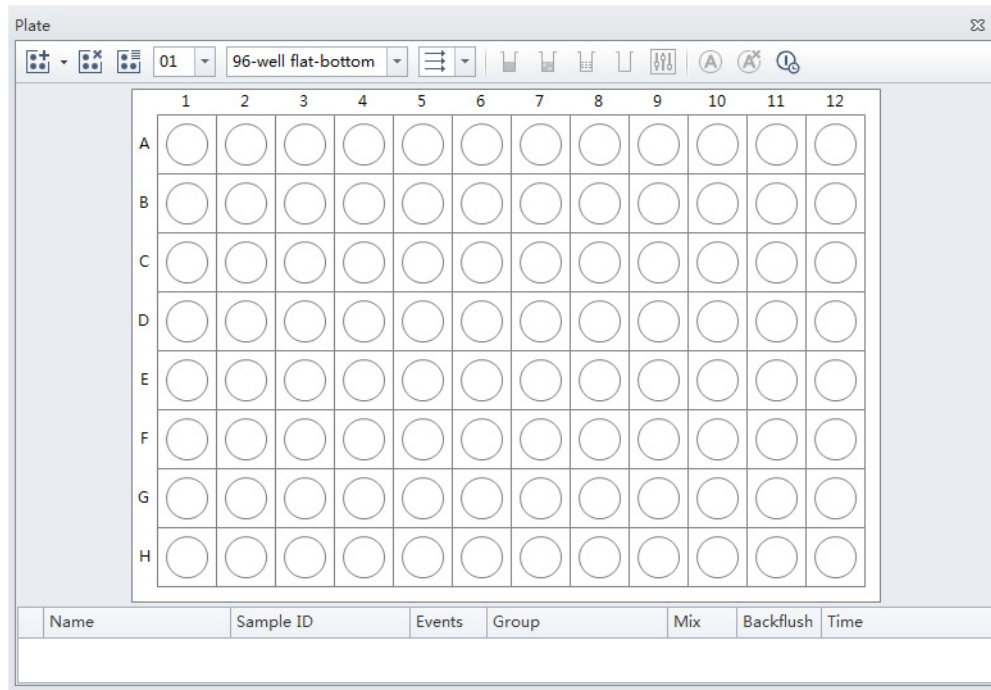 Plate
01 96-well flat-bottom
1 2 3 4 5 6 7 8 9 10 11 12
A
B
C
D
E
F
G
H
Name Sample ID Events Group Mix Backflush Time